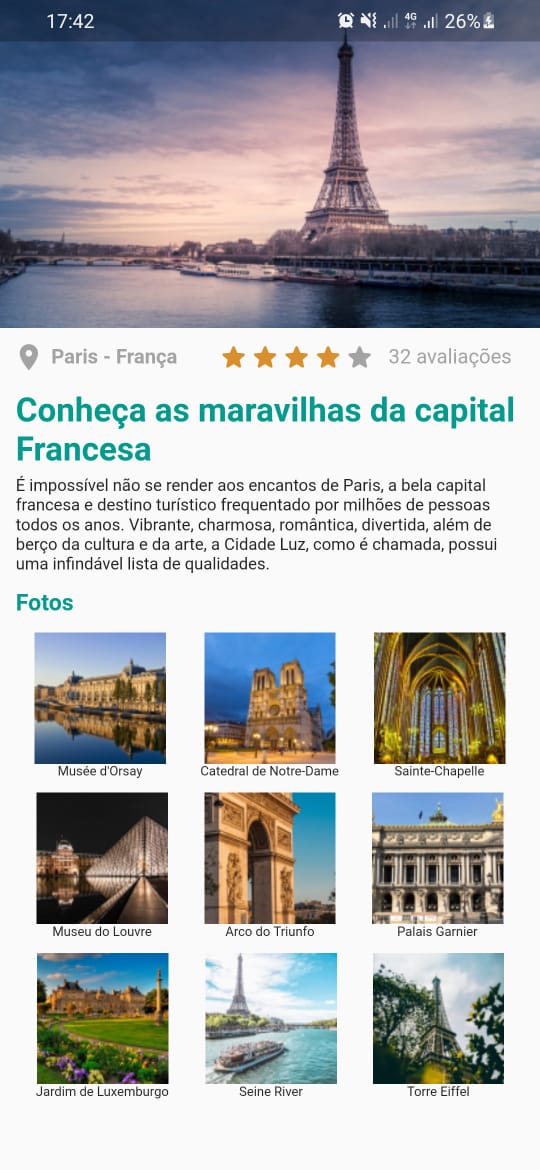 17:42
4G
26%
Paris - França
32 avaliações
Conheça as maravilhas da capital
Francesa
É impossível não se render aos encantos de Paris, a bela capital
francesa e destino turístico frequentado por milhões de pessoas
todos os anos. Vibrante, charmosa, romântica, divertida, além de
berço da cultura e da arte, a Cidade Luz, como é chamada, possui
uma infindável lista de qualidades.
Fotos
Musée d'Orsay
Catedral de Notre-Dame
Sainte-Chapelle
Museu do Louvre
Arco do Triunfo
Palais Garnier
Jardim de Luxemburgo
Seine River
Torre Eiffel